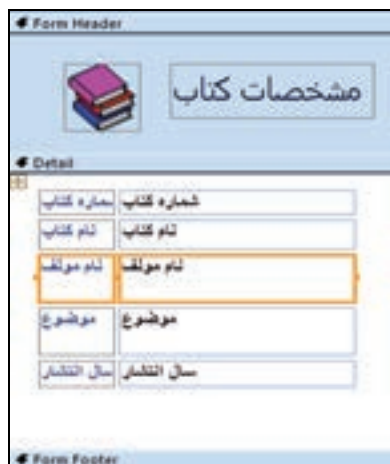 Form Header
مشخصات کتاب
Detail
شماره کتاب شماره کتاب
نام کتاب نام کتاب
نام مولف نام مولف
موضوع موضوع
سال انتشار سال انتشار
Form Footer